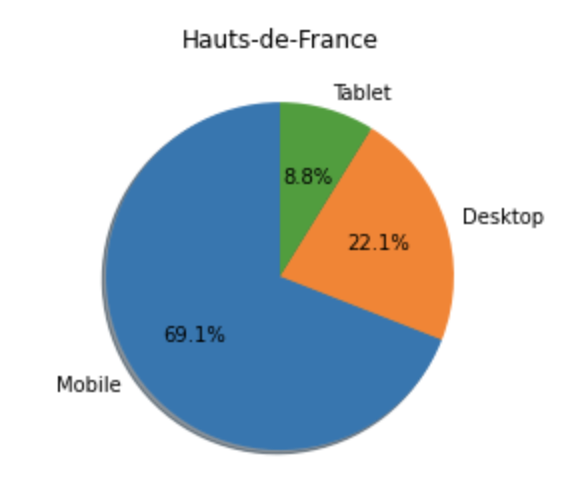 Hauts-de-France
Tablet
8.8%
Desktop
22.1%
69.1%
Mobile